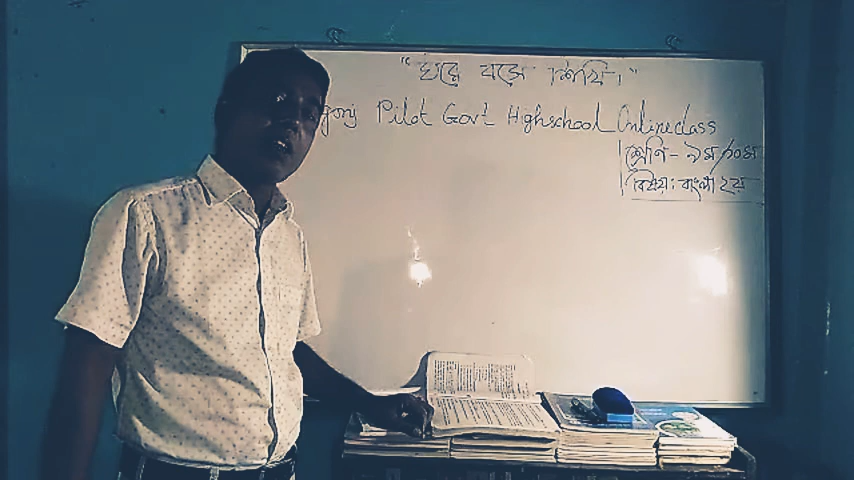 "ঘরে বসে শিখি।"
Pilot Govt Highschool Onlineclass
শ্রেণি - ৯ম/১০ম
বিষয়: বাংলা ২য়